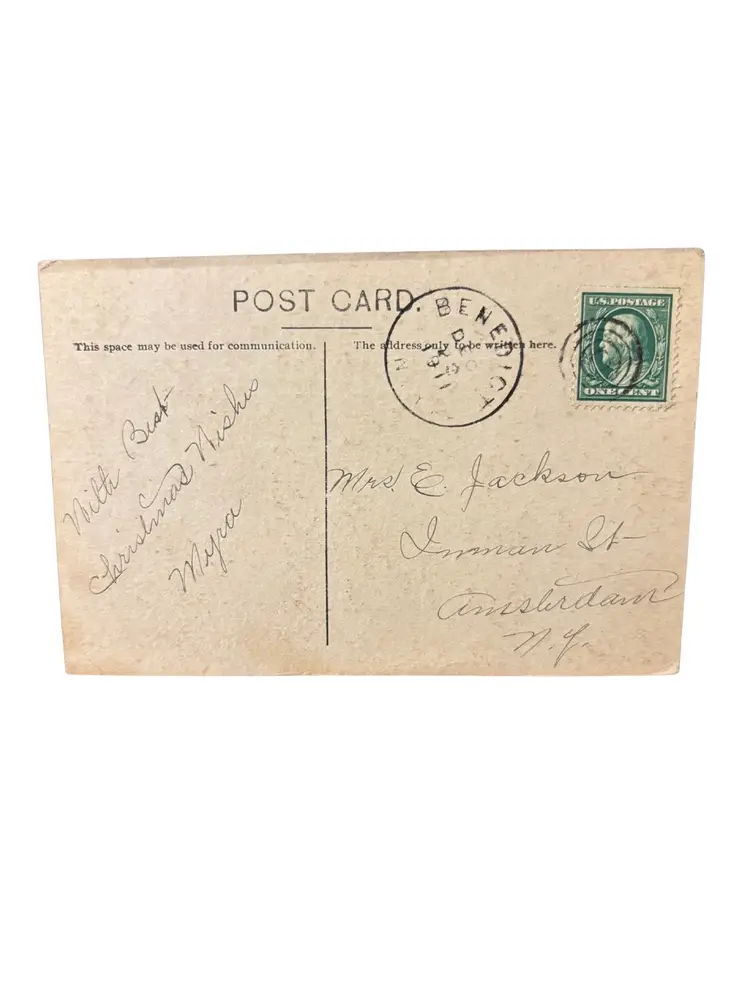 POST CARD.
This space may be used for communication.
The address only to be written here.
BENEDICT
DEC
N.Y.
U.S. POSTAGE
ONE CENT
With Best
Christmas Wishes
Myra
Mrs. E. Jackson
Inman St
Amsterdam
N.Y.